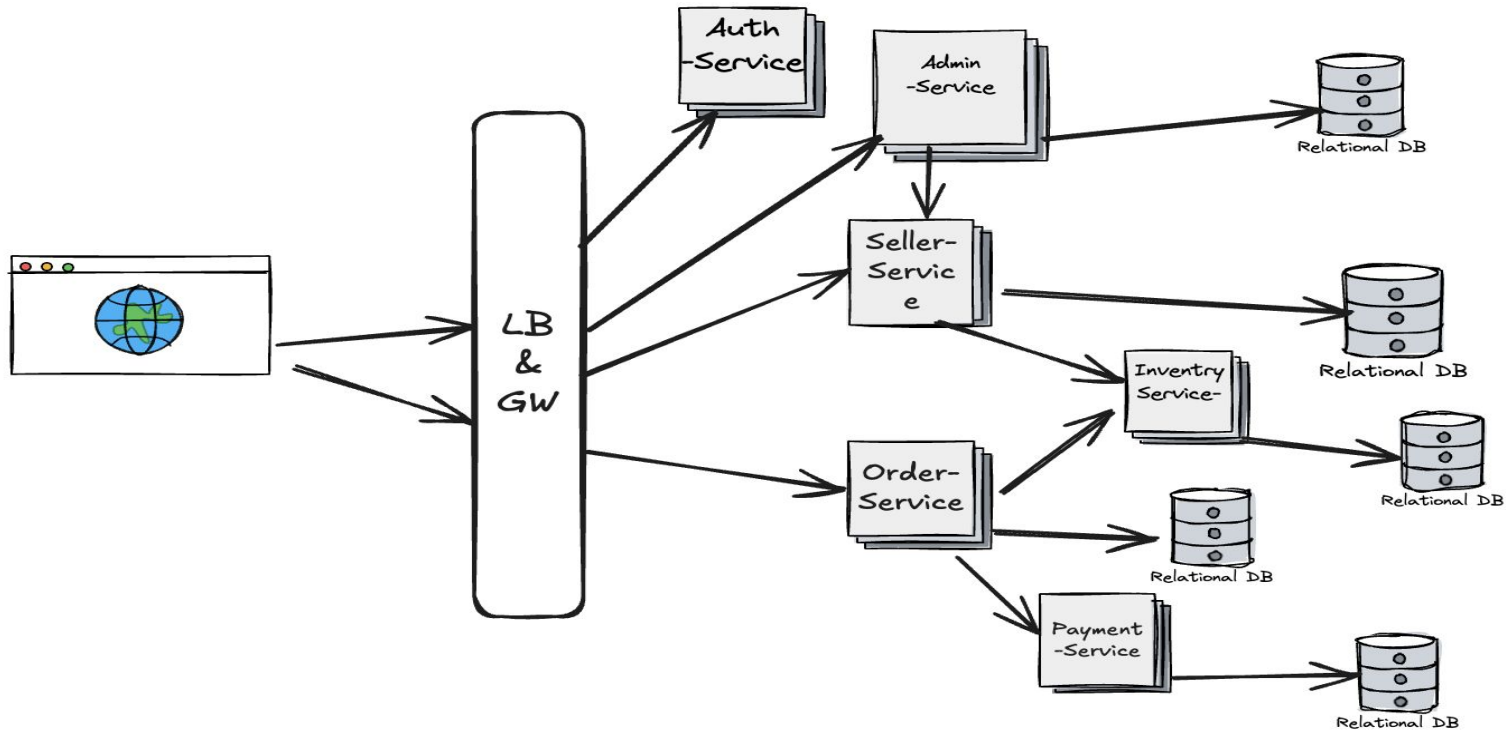 Auth
-Service
Admin
-Service
Relational DB
LB
&
GW
Seller-
Servic
e
Relational DB
Inventry
Service-
Relational DB
Order-
Service
Relational DB
Payment
-Service
Relational DB